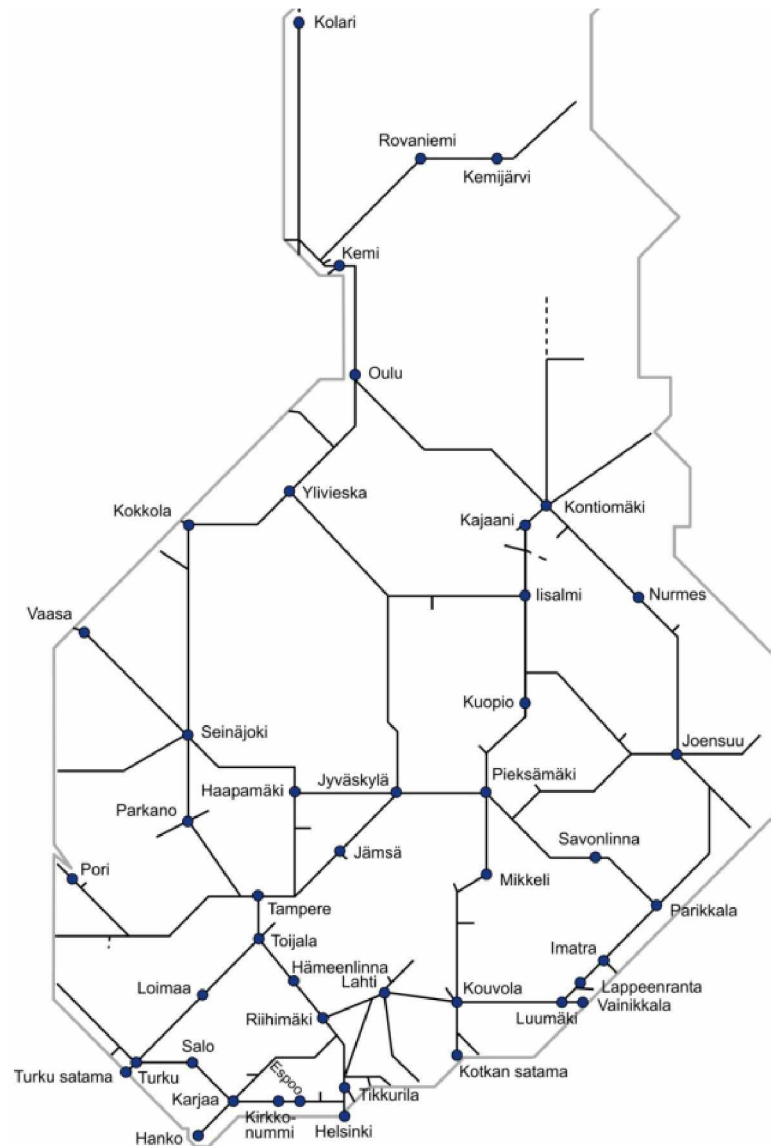 Kolari
Rovaniemi
Kemijärvi
Kemi
Oulu
Ylivieska
Kokkola
Kajaani
Kontiomäki
Iisalmi
Nurmes
Vaasa
Kuopio
Seinäjoki
Joensuu
Haapamäki
Jyväskylä
Pieksämäki
Parkano
Savonlinna
Jämsä
Pori
Mikkeli
Tampere
Parikkala
Toijala
Imatra
Hämeenlinna
Lahti
Loimaa
Kouvola
Lappeenranta
Luumäki
Vainikkala
Riihimäki
Salo
Turku satama
Turku
Espoo
Kotkan satama
Karjaa
Tikkurila
Kirkko-
nummi
Helsinki
Hanko